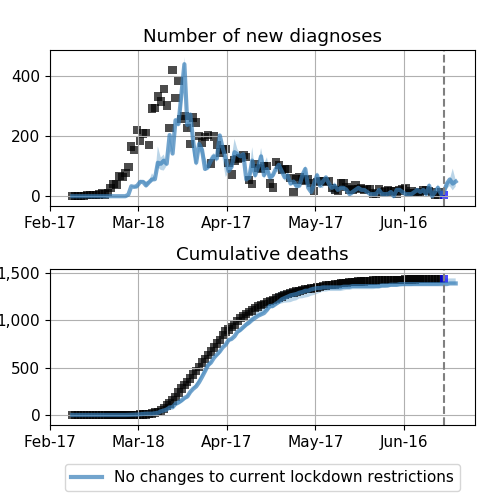 Number of new diagnoses
400
200
0
Feb-17 Mar-18 Apr-17 May-17 Jun-16
Cumulative deaths
1,500
1,000
500
0
Feb-17 Mar-18 Apr-17 May-17 Jun-16
No changes to current lockdown restrictions